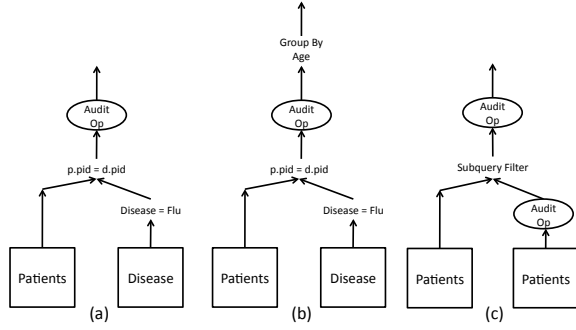 Audit
Op
p.pid = d.pid
Disease = Flu
Patients
Disease
(a)
Group By
Age
Audit
Op
p.pid = d.pid
Disease = Flu
Patients
Disease
(b)
Audit
Op
Subquery Filter
Audit
Op
Patients
Patients
(c)